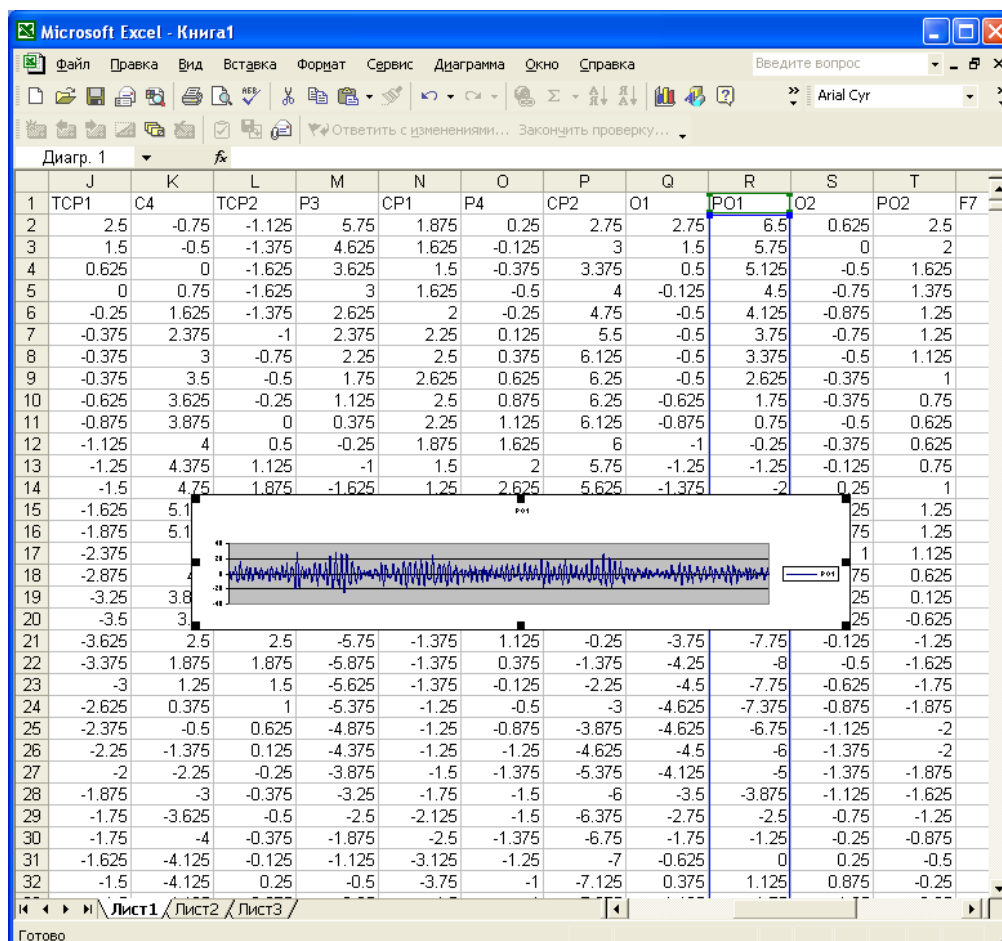 Microsoft Excel - Книга1
Файл Правка Вид Вставка Формат Сервис Диаграмма Окно Справка Введите вопрос
Arial Cyr
Ответить с изменениями... Закончить проверку...
Диагр. 1 fx
J K L M N O P Q R S T
1 TCP1 C4 TCP2 P3 CP1 P4 CP2 O1 PO1 O2 PO2 F7
2 2.5 -0.75 -1.125 5.75 1.875 0.25 2.75 2.75 6.5 0.625 2.5
3 1.5 -0.5 -1.375 4.625 1.625 -0.125 3 1.5 5.75 0 2
4 0.625 0 -1.625 3.625 1.5 -0.375 3.375 0.5 5.125 -0.5 1.625
5 0 0.75 -1.625 3 1.625 -0.5 4 -0.125 4.5 -0.75 1.375
6 -0.25 1.625 -1.375 2.625 2 -0.25 4.75 -0.5 4.125 -0.875 1.25
7 -0.375 2.375 -1 2.375 2.25 0.125 5.5 -0.5 3.75 -0.75 1.25
8 -0.375 3 -0.75 2.25 2.5 0.375 6.125 -0.5 3.375 -0.5 1.125
9 -0.375 3.5 -0.5 1.75 2.625 0.625 6.25 -0.5 2.625 -0.375 1
10 -0.625 3.625 -0.25 1.125 2.5 0.875 6.25 -0.625 1.75 -0.375 0.75
11 -0.875 3.875 0 0.375 2.25 1.125 6.125 -0.875 0.75 -0.5 0.625
12 -1.125 4 0.5 -0.25 1.875 1.625 6 -1 -0.25 -0.375 0.625
13 -1.25 4.375 1.125 -1 1.5 2 5.75 -1.25 -1.25 -0.125 0.75
14 -1.5 4.75 1.875 -1.625 1.25 2.625 5.625 -1.375 -2 0.25 1
15 -1.625 5.1 25 1.25
16 -1.875 5.1 75 1.25
17 -2.375 1 1.125
18 -2.875 75 0.625
19 -3.25 3.8 25 0.125
20 -3.5 3. 25 -0.625
PO1
40
20
0
-20
-40
PO1
21 -3.625 2.5 2.5 -5.75 -1.375 1.125 -0.25 -3.75 -7.75 -0.125 -1.25
22 -3.375 1.875 1.875 -5.875 -1.375 0.375 -1.375 -4.25 -8 -0.5 -1.625
23 -3 1.25 1.5 -5.625 -1.375 -0.125 -2.25 -4.5 -7.75 -0.625 -1.75
24 -2.625 0.375 1 -5.375 -1.25 -0.5 -3 -4.625 -7.375 -0.875 -1.875
25 -2.375 -0.5 0.625 -4.875 -1.25 -0.875 -3.875 -4.625 -6.75 -1.125 -2
26 -2.25 -1.375 0.125 -4.375 -1.25 -1.25 -4.625 -4.5 -6 -1.375 -2
27 -2 -2.25 -0.25 -3.875 -1.5 -1.375 -5.375 -4.125 -5 -1.375 -1.875
28 -1.875 -3 -0.375 -3.25 -1.75 -1.5 -6 -3.5 -3.875 -1.125 -1.625
29 -1.75 -3.625 -0.5 -2.5 -2.125 -1.5 -6.375 -2.75 -2.5 -0.75 -1.25
30 -1.75 -4 -0.375 -1.875 -2.5 -1.375 -6.75 -1.75 -1.25 -0.25 -0.875
31 -1.625 -4.125 -0.125 -1.125 -3.125 -1.25 -7 -0.625 0 0.25 -0.5
32 -1.5 -4.125 0.25 -0.5 -3.75 -1 -7.125 0.375 1.125 0.875 -0.25
Лист1 Лист2 Лист3
Готово